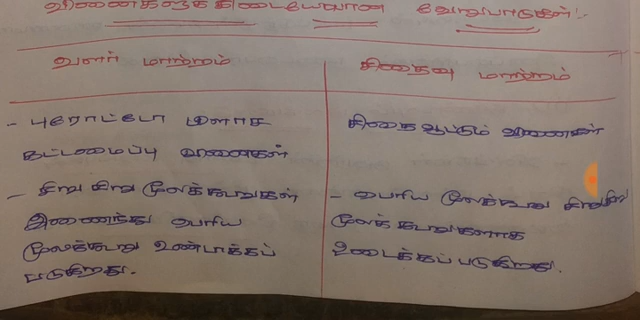 வினைகளுக்கிடையேயான வேறுபாடுகள்:-
வளர் மாற்றம்
சிதைவு மாற்றம்
- புரோட்டோ பிளாச
கட்டமைப்பு வினைகள்
சிதைவூட்டும் வினைகள்
- சிறு சிறு மூலக்கூறுகள்
இணைந்து பெரிய
மூலக்கூறு உண்டாக்கப்
படுகிறது.
- பெரிய மூலக்கூறு சிறுசிறு
மூலக் கூறுகளாக
உடைக்கப் படுகிறது.